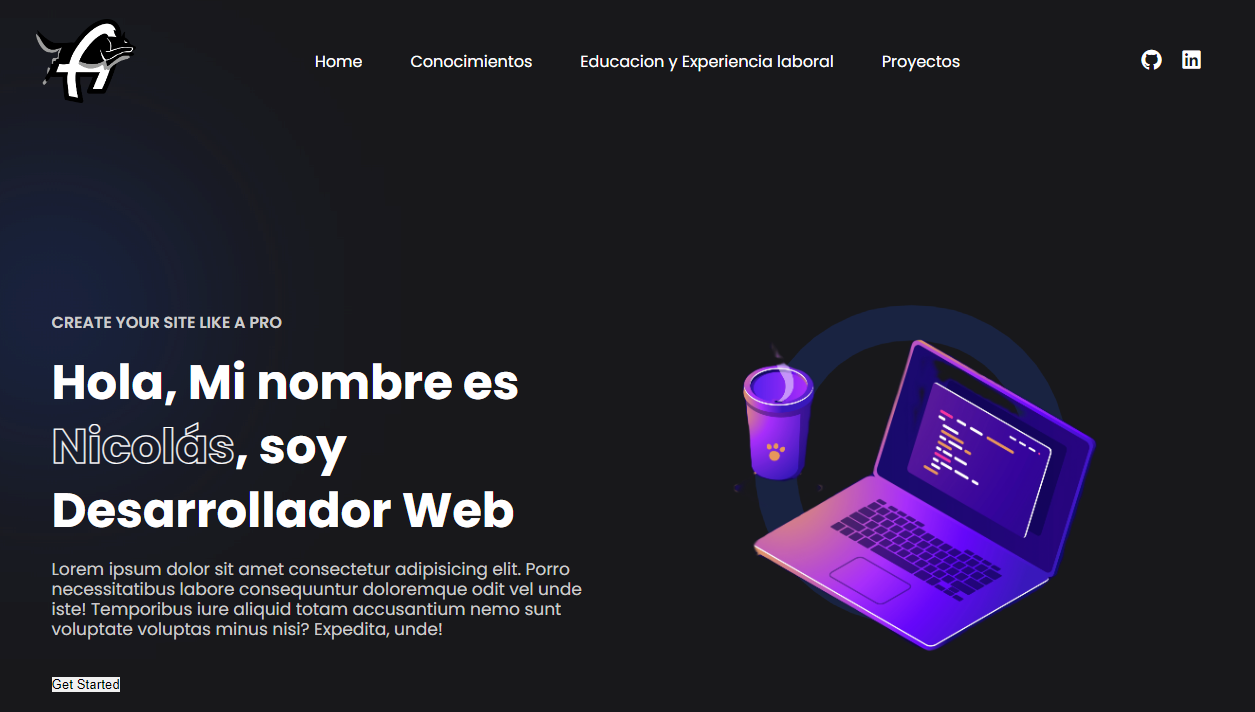 Home Conocimientos Educacion y Experiencia laboral Proyectos
CREATE YOUR SITE LIKE A PRO
Hola, Mi nombre es
Nicolás, soy
Desarrollador Web
Lorem ipsum dolor sit amet consectetur adipisicing elit. Porro
necessitatibus labore consequuntur doloremque odit vel unde
iste! Temporibus iure aliquid totam accusantium nemo sunt
voluptate voluptas minus nisi? Expedita, unde!
Get Started